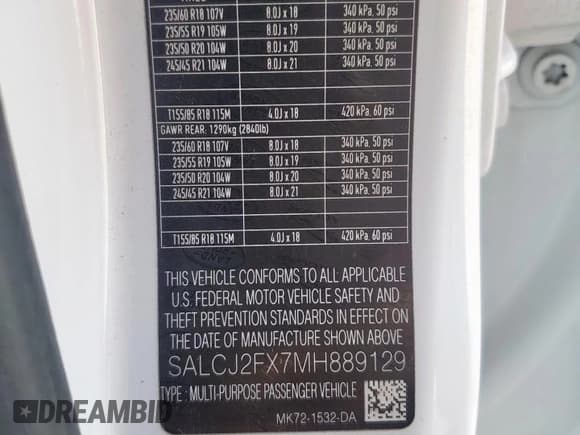 235/60 R18 107V 8.0J x 18 340 kPa, 50 psi
235/55 R19 105W 8.0J x 19 340 kPa, 50 psi
235/50 R20 104W 8.0J x 20 340 kPa, 50 psi
245/45 R21 104W 8.0J x 21 340 kPa, 50 psi
T155/85 R18 115M 4.0J x 18 420 kPa, 60 psi
GAWR REAR: 1290kg (2840lb)
235/60 R18 107V 8.0J x 18 340 kPa, 50 psi
235/55 R19 105W 8.0J x 19 340 kPa, 50 psi
235/50 R20 104W 8.0J x 20 340 kPa, 50 psi
245/45 R21 104W 8.0J x 21 340 kPa, 50 psi
T155/85 R18 115M 4.0J x 18 420 kPa, 60 psi
THIS VEHICLE CONFORMS TO ALL APPLICABLE
U.S. FEDERAL MOTOR VEHICLE SAFETY AND
THEFT PREVENTION STANDARDS IN EFFECT ON
THE DATE OF MANUFACTURE SHOWN ABOVE
SALCJ2FX7MH889129
TYPE : MULTI-PURPOSE PASSENGER VEHICLE
MK72-1532-DA
DREAMBID